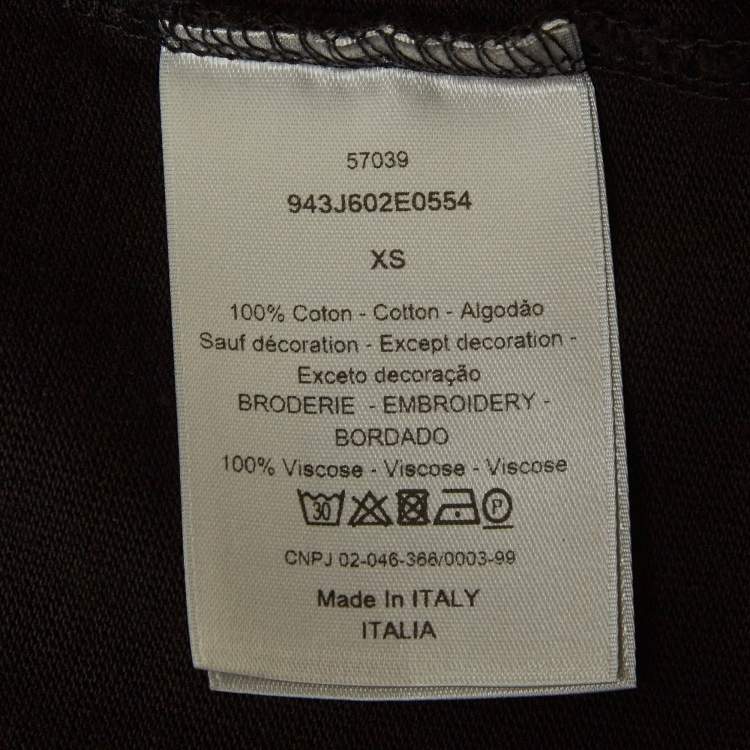 57039
943J602E0554
XS
100% Coton - Cotton - Algodão
Sauf décoration - Except decoration -
Exceto decoração
BRODERIE - EMBROIDERY -
BORDADO
100% Viscose - Viscose - Viscose
30 P
CNPJ 02-046-366/0003-99
Made In ITALY
ITALIA